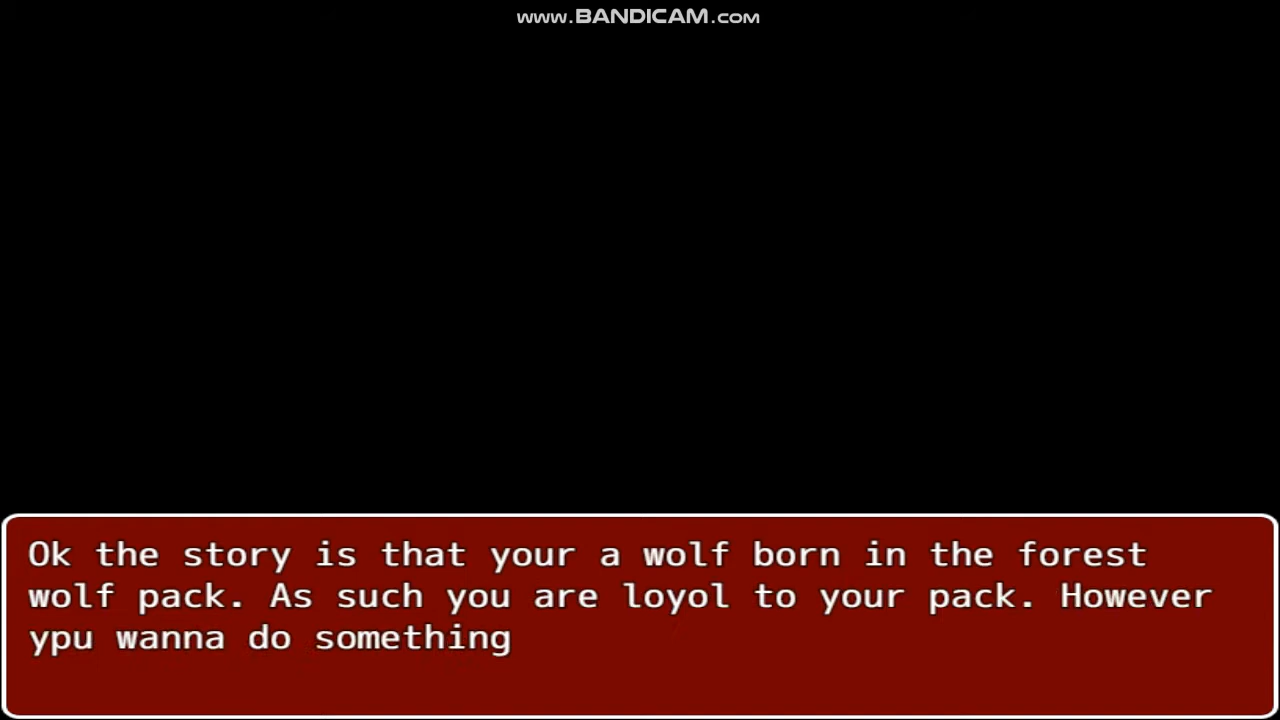 www.BANDICAM.com
Ok the story is that your a wolf born in the forest
wolf pack. As such you are loyol to your pack. However
ypu wanna do something